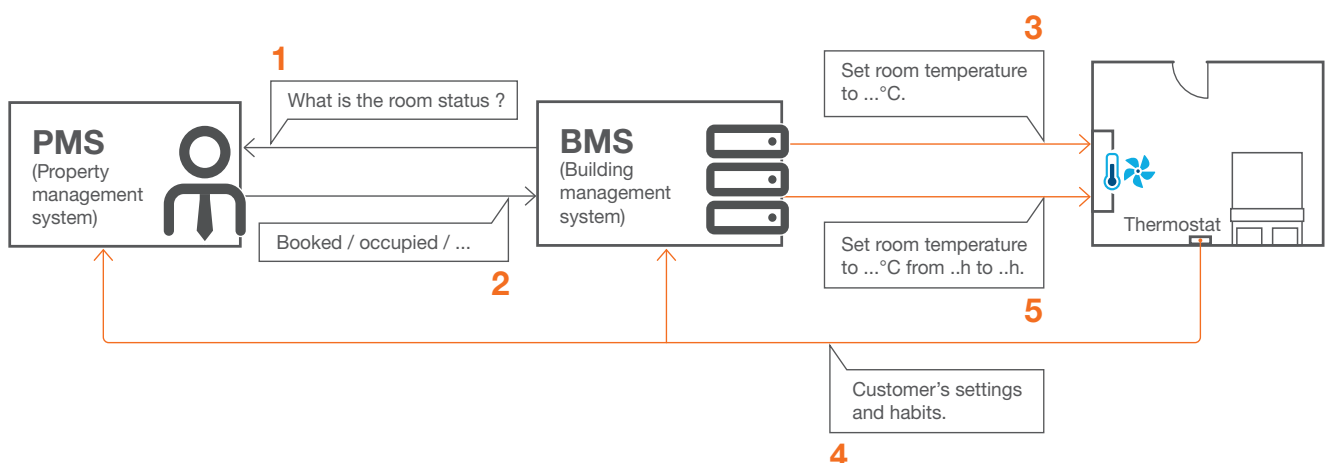 1
What is the room status ?
PMS
(Property
management
system)
Booked / occupied / ...
2
BMS
(Building
management
system)
3
Set room temperature
to ...°C.
Set room temperature
to ...°C from ..h to ..h.
5
Thermostat
Customer’s settings
and habits.
4